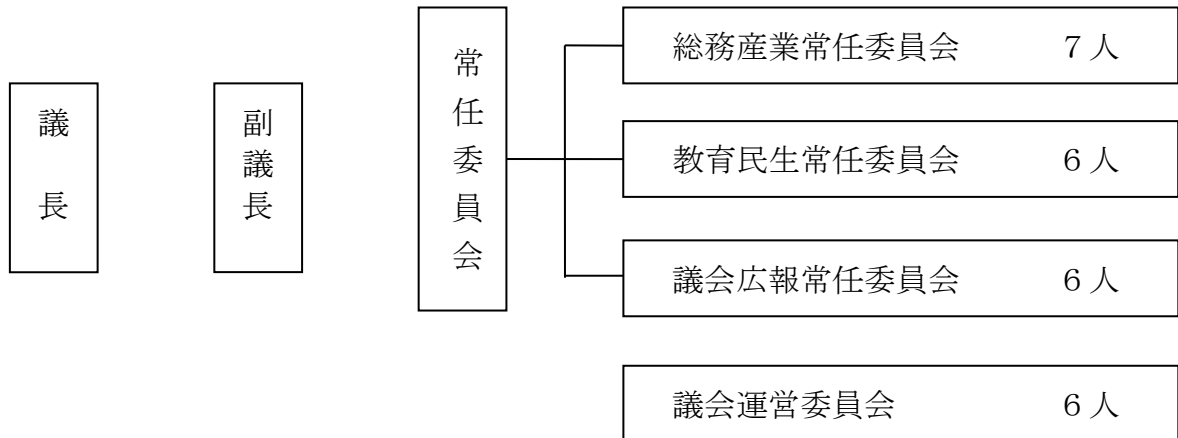 議長
副議長
常任委員会
総務産業常任委員会 7人
教育民生常任委員会 6人
議会広報常任委員会 6人
議会運営委員会 6人